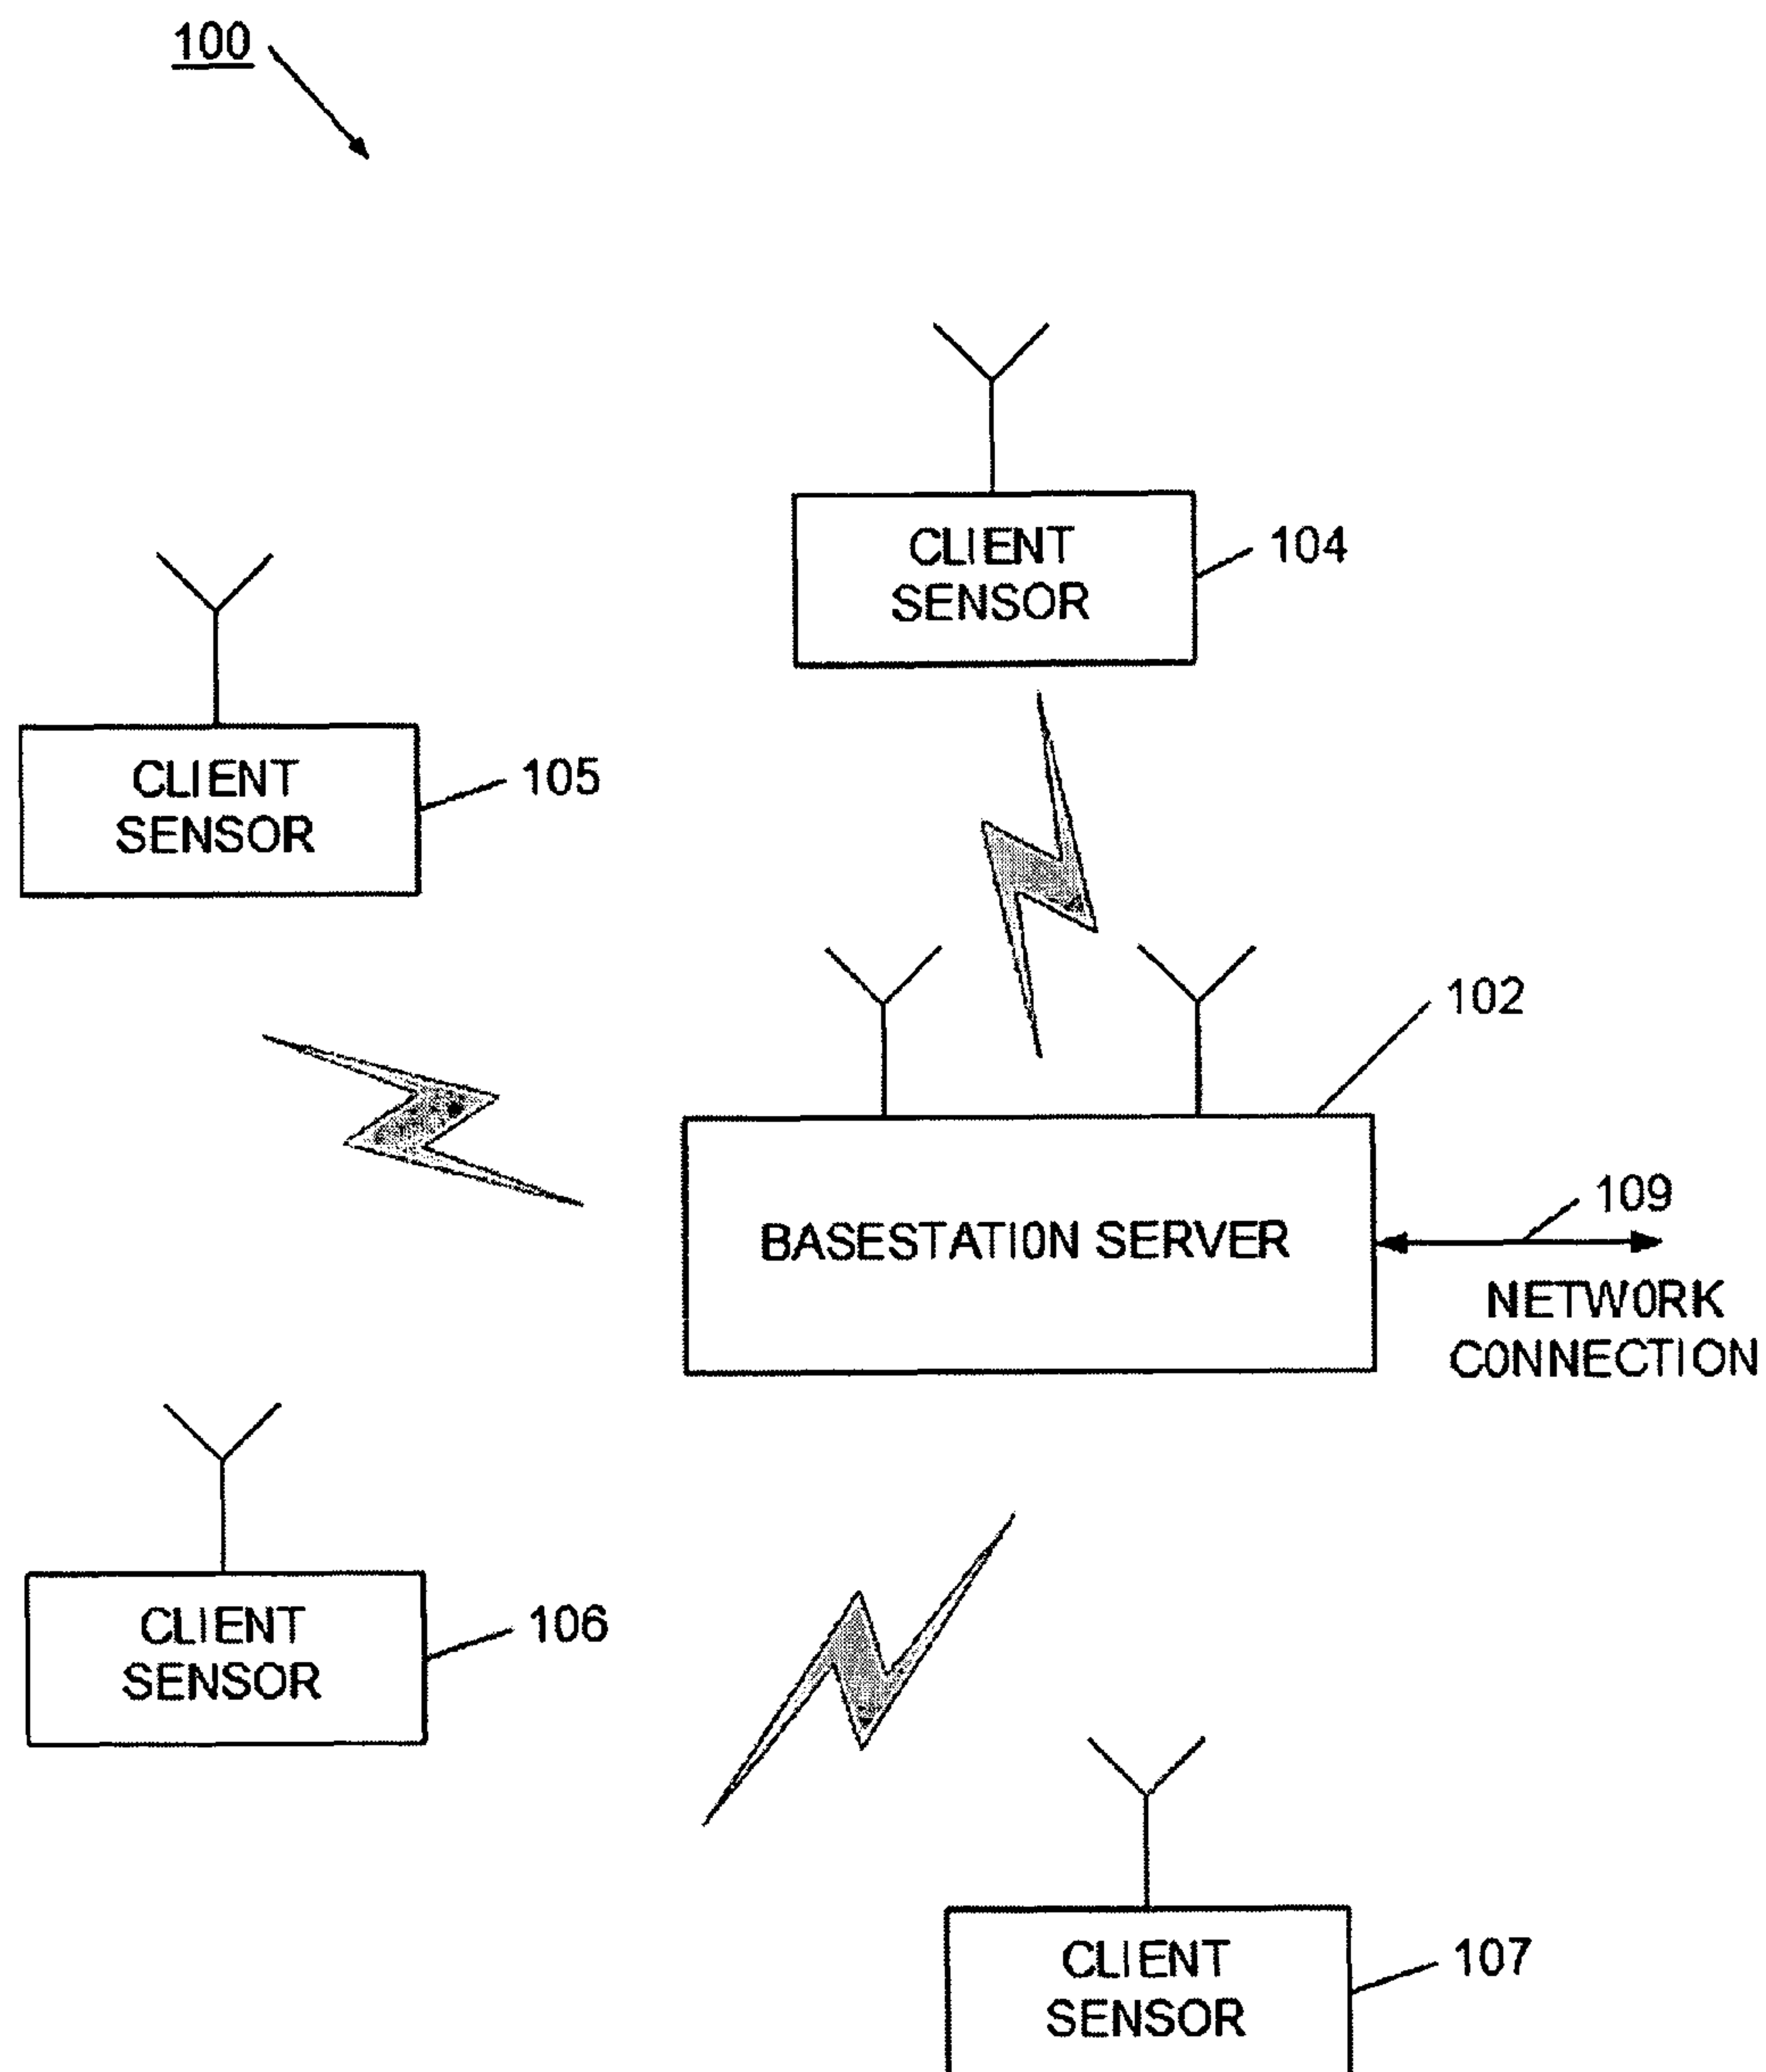 100
CLIENT
SENSOR
104
CLIENT
SENSOR
105
102
BASESTATION SERVER
109
NETWORK
CONNECTION
CLIENT
SENSOR
106
CLIENT
SENSOR
107